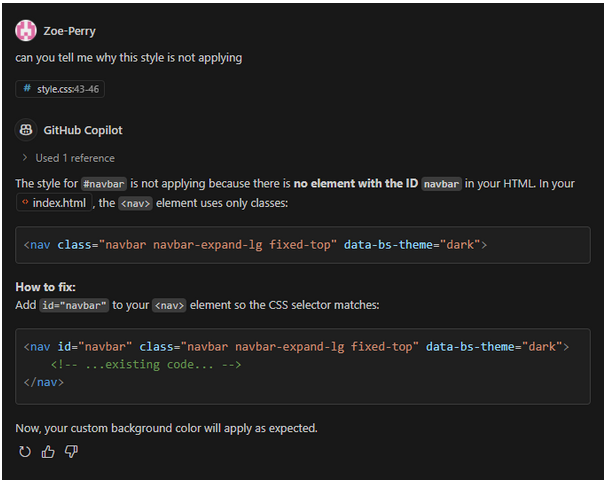 Zoe-Perry
can you tell me why this style is not applying
# style.css:43-46
GitHub Copilot
> Used 1 reference
The style for #navbar is not applying because there is no element with the ID navbar in your HTML. In your
<> index.html , the <nav> element uses only classes:
<nav class="navbar navbar-expand-lg fixed-top" data-bs-theme="dark">
How to fix:
Add id="navbar" to your <nav> element so the CSS selector matches:
<nav id="navbar" class="navbar navbar-expand-lg fixed-top" data-bs-theme="dark">
<!-- ...existing code... -->
</nav>
Now, your custom background color will apply as expected.